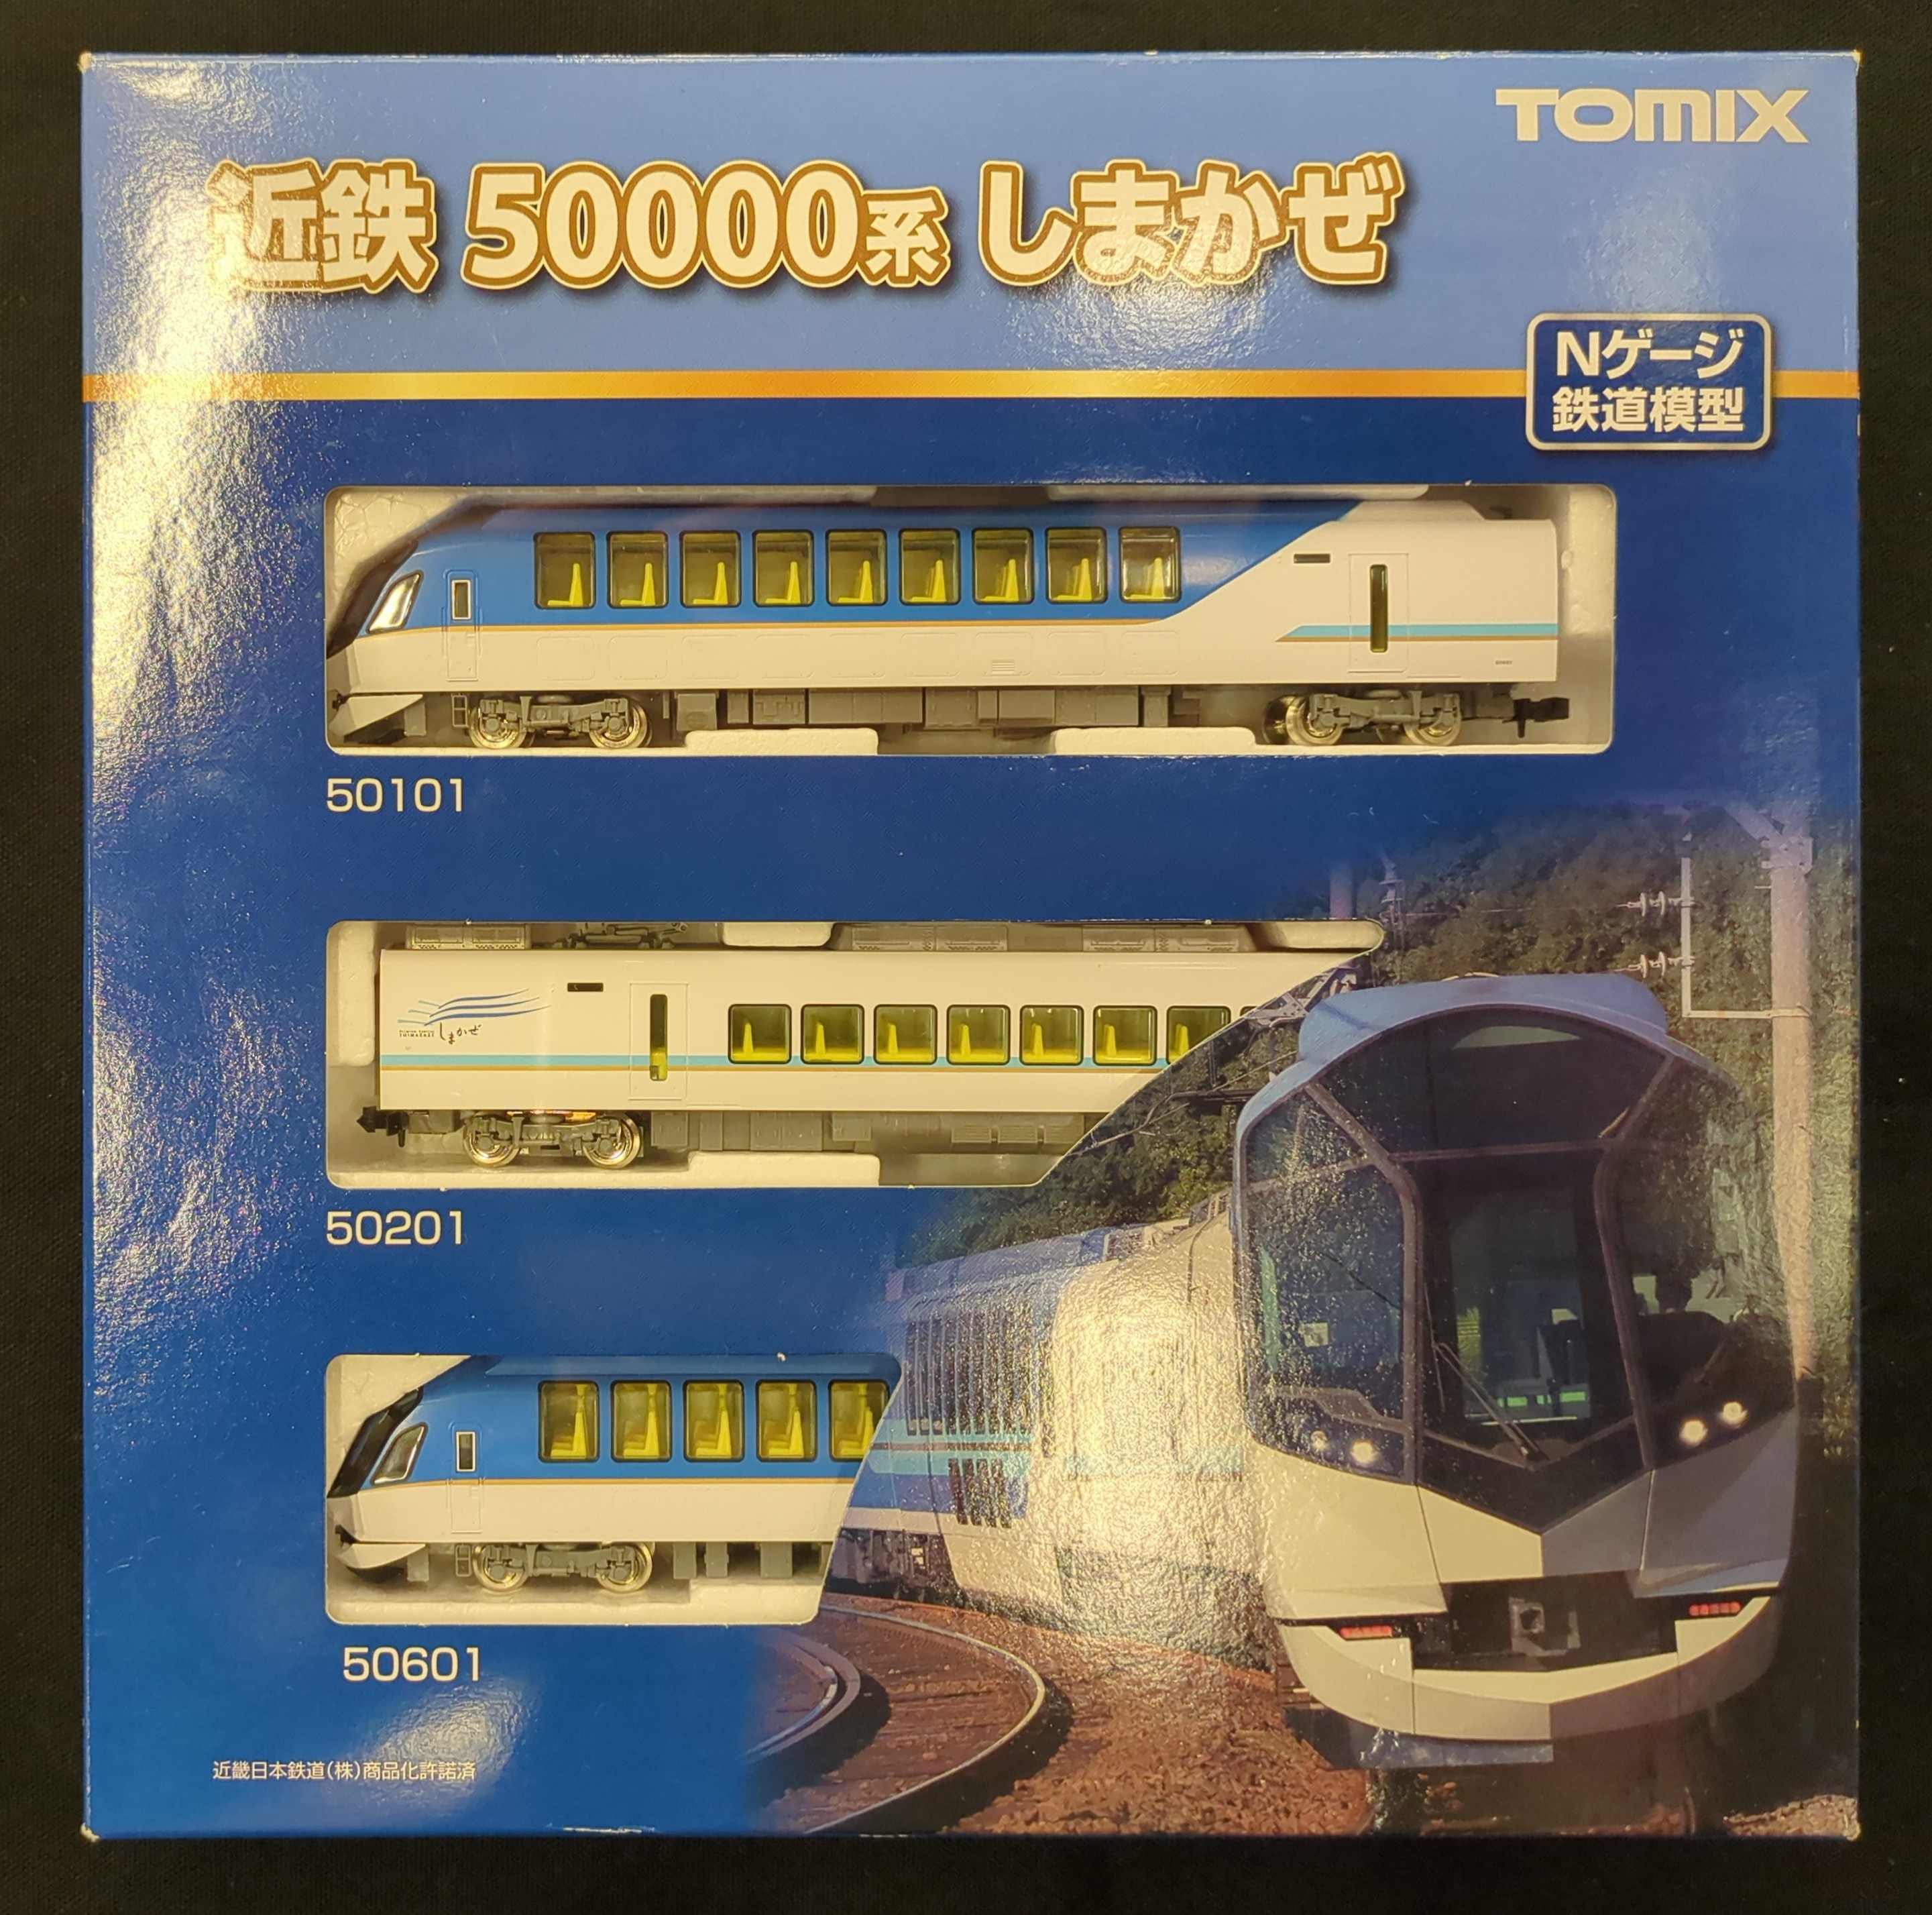 TOMIX
近鉄 50000系 しまかぜ
Nゲージ
鉄道模型
50101
しまかぜ
50201
50601
近畿日本鉄道(株)商品化許諾済